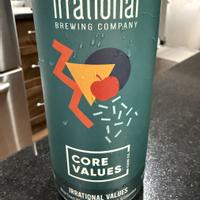 Irrational
BREWING COMPANY
CORE
VALUES
IRRATIONAL VALUES